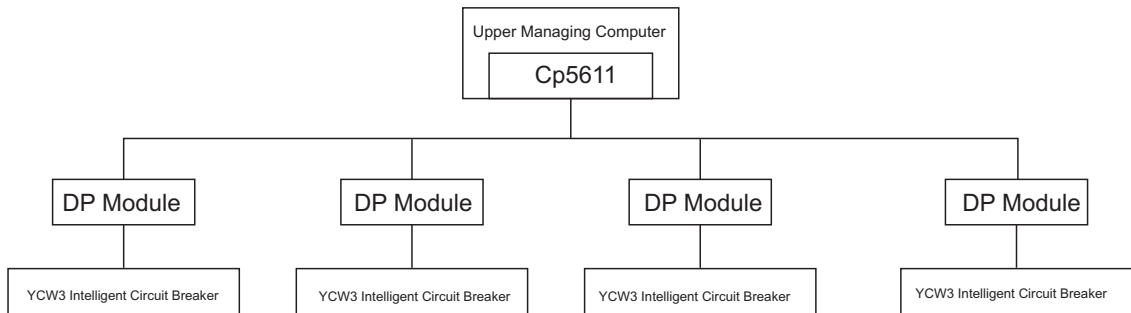 Upper Managing Computer
Cp5611
DP Module
DP Module
DP Module
DP Module
YCW3 Intelligent Circuit Breaker
YCW3 Intelligent Circuit Breaker
YCW3 Intelligent Circuit Breaker
YCW3 Intelligent Circuit Breaker